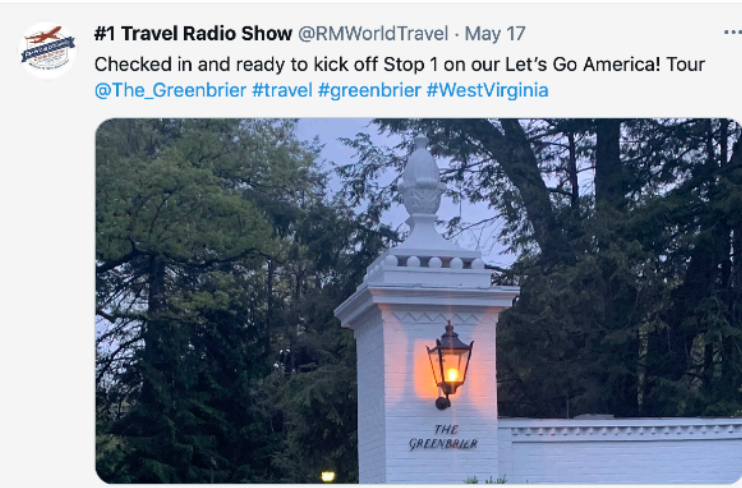 #1 Travel Radio Show @RMWorldTravel · May 17
Checked in and ready to kick off Stop 1 on our Let's Go America! Tour
@The_Greenbrier #travel #greenbrier #WestVirginia
THE
GREENBRIER